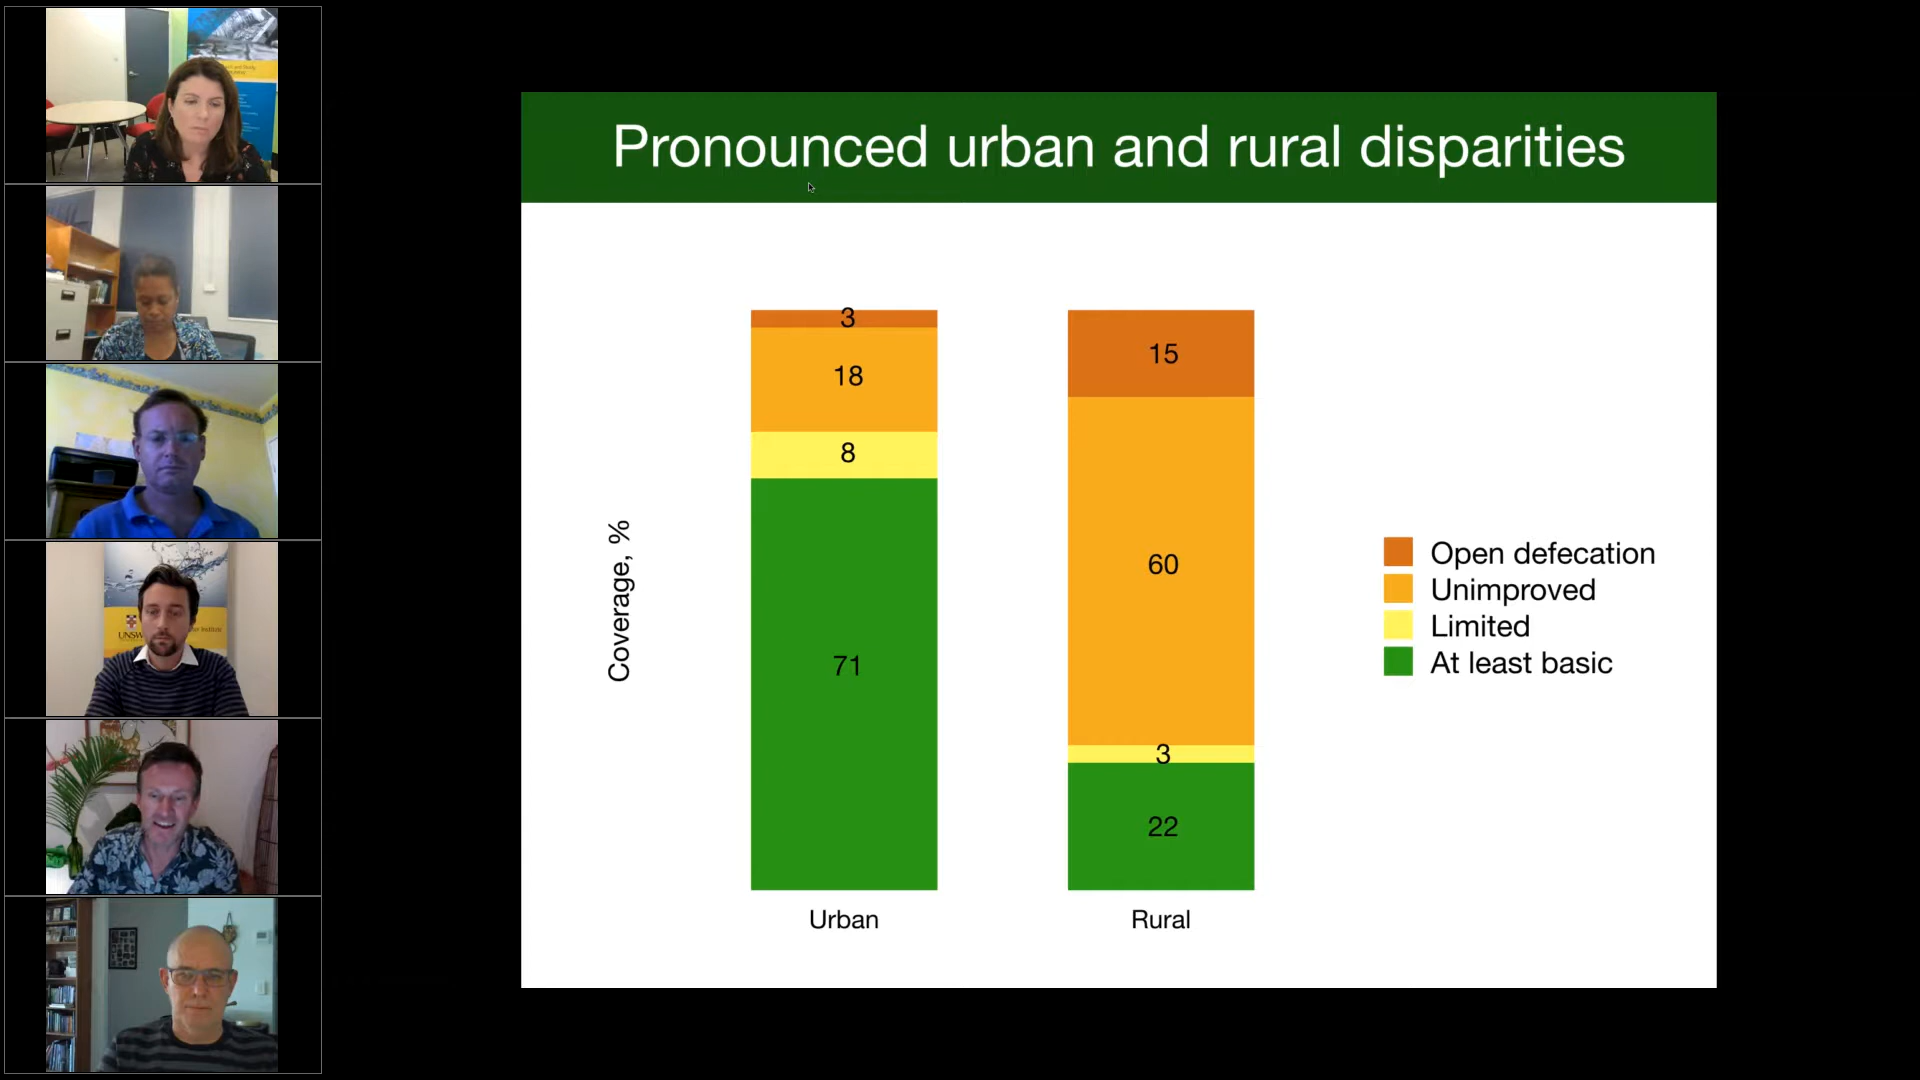 Pronounced urban and rural disparities
3
18
8
71
15
60
3
22
Coverage, %
Urban
Rural
Open defecation
Unimproved
Limited
At least basic
UNSW